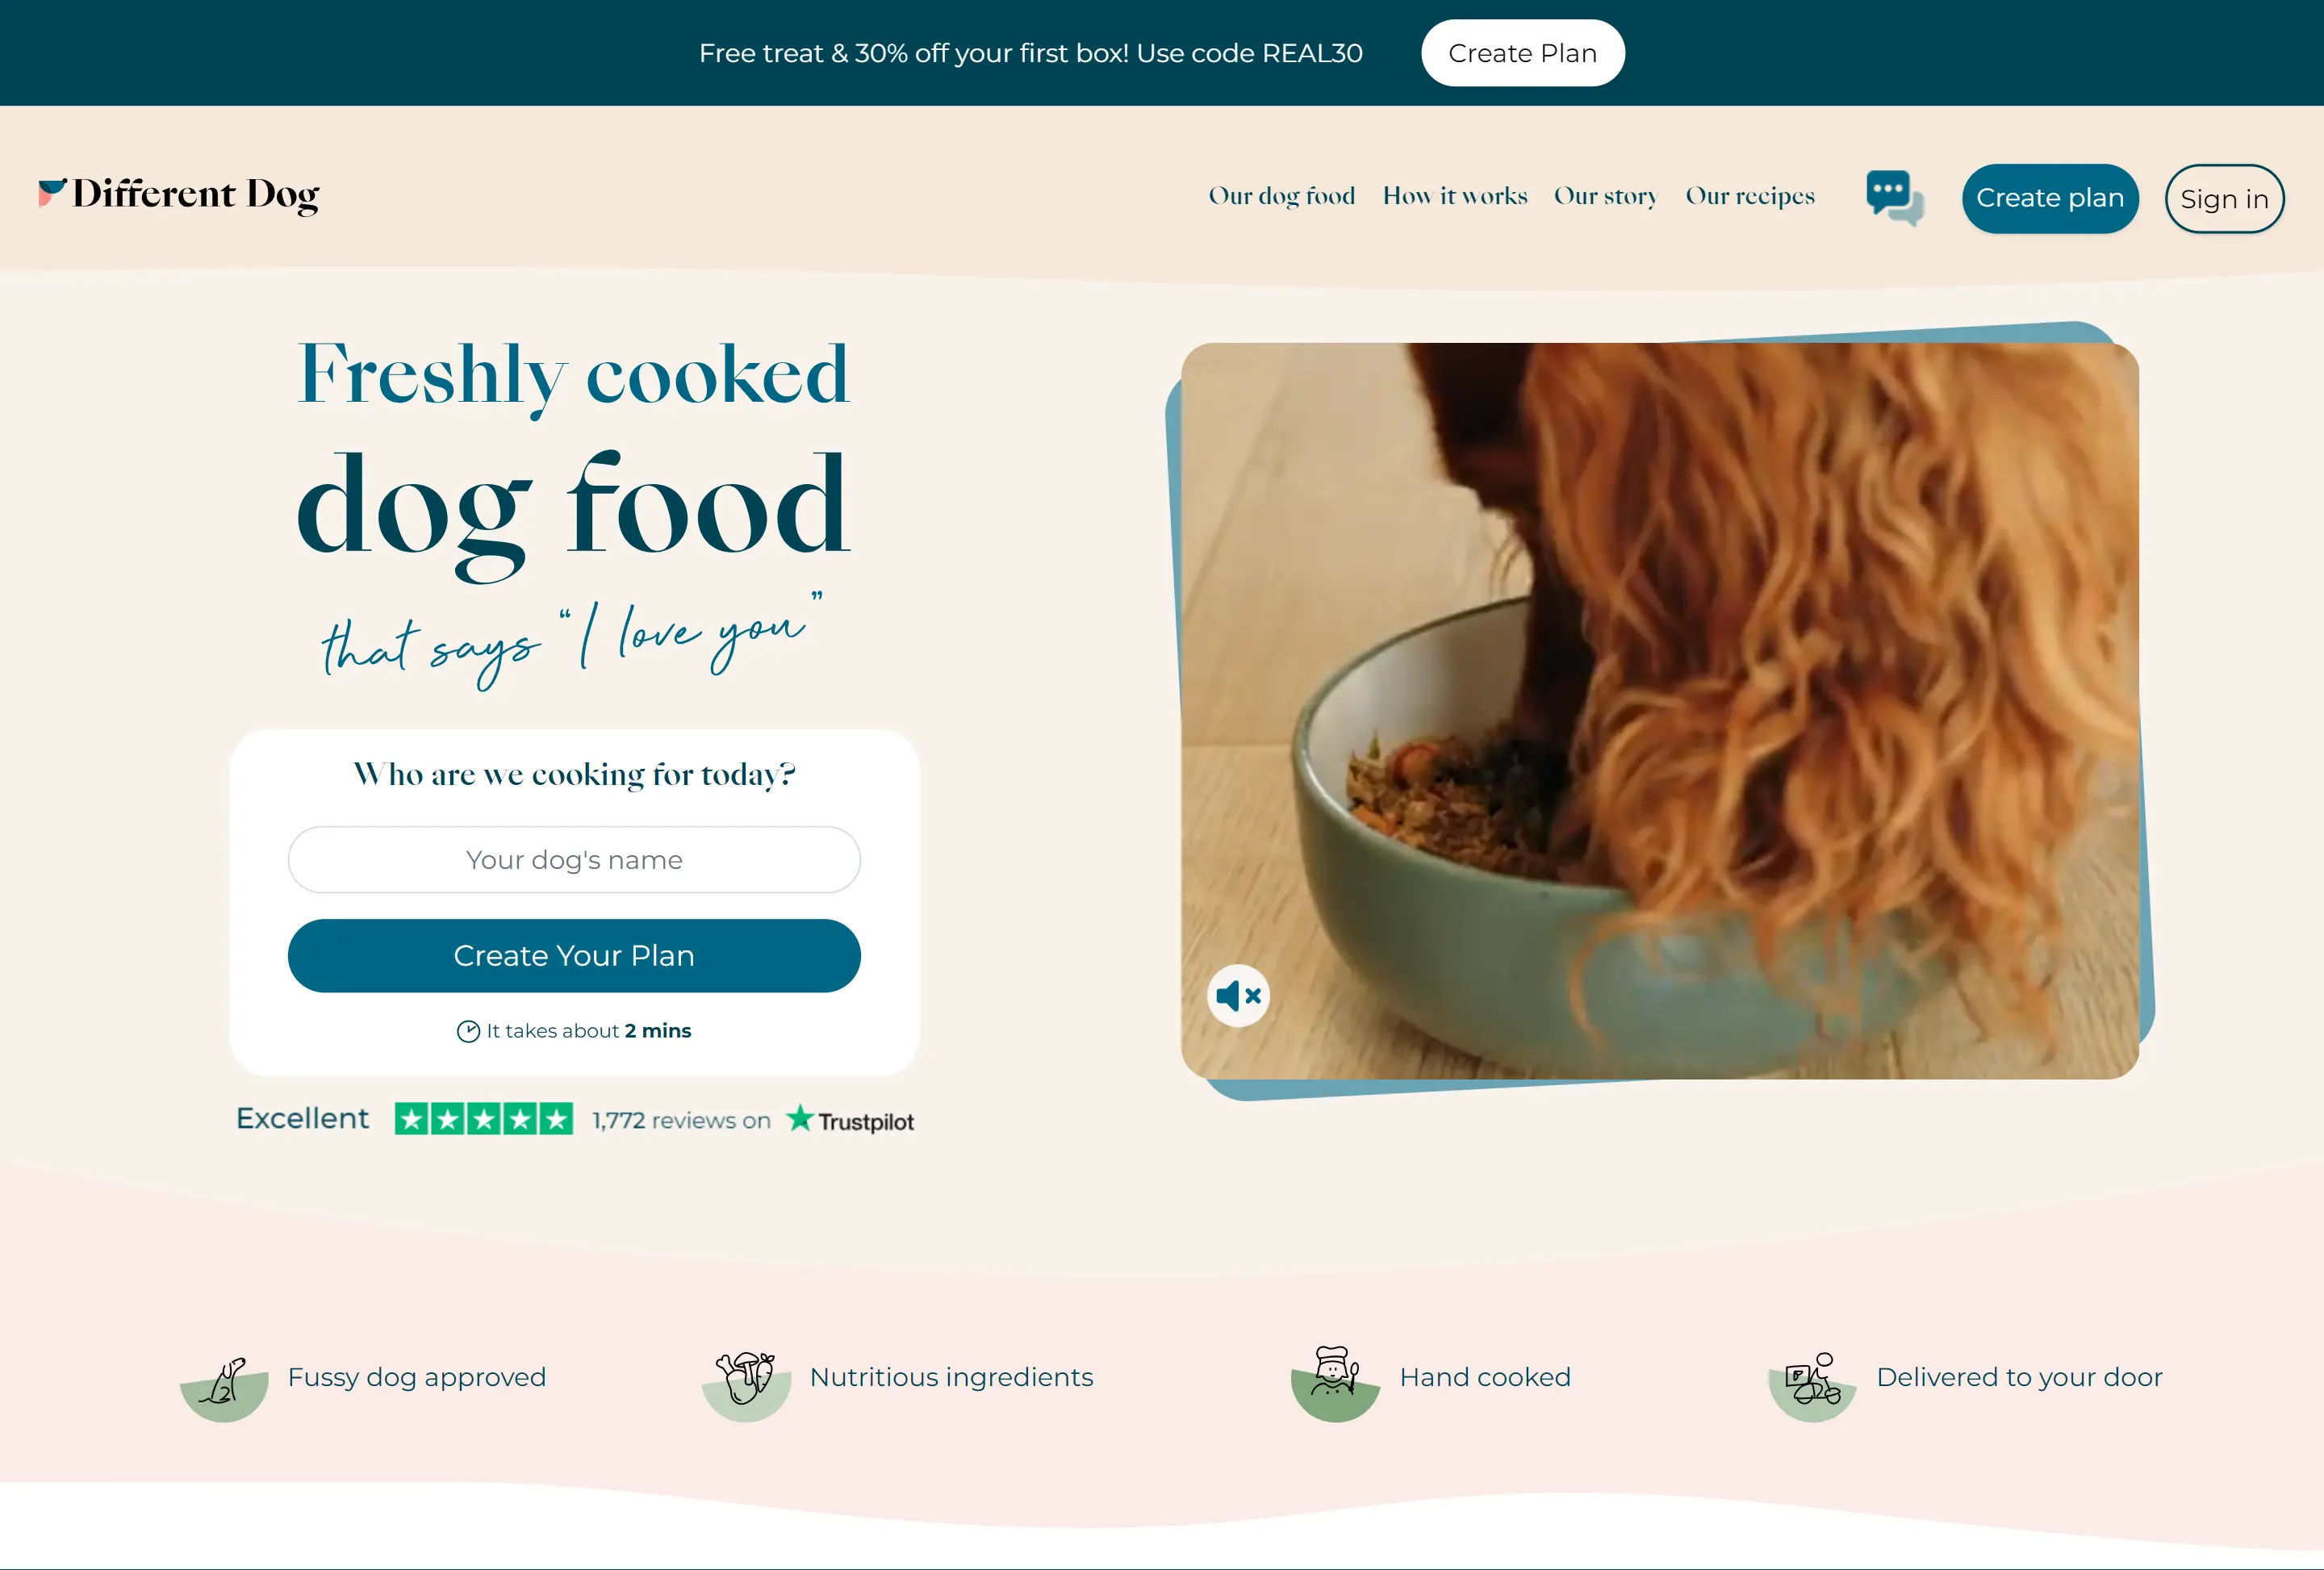 Free treat & 30% off your first box! Use code REAL30
Create Plan
Different Dog
Our dog food
How it works
Our story
Our recipes
Create plan
Sign in
Freshly cooked
dog food
that says “I love you”
Who are we cooking for today?
Your dog's name
Create Your Plan
It takes about 2 mins
Excellent
1,772 reviews on
Trustpilot
Fussy dog approved
Nutritious ingredients
Hand cooked
Delivered to your door